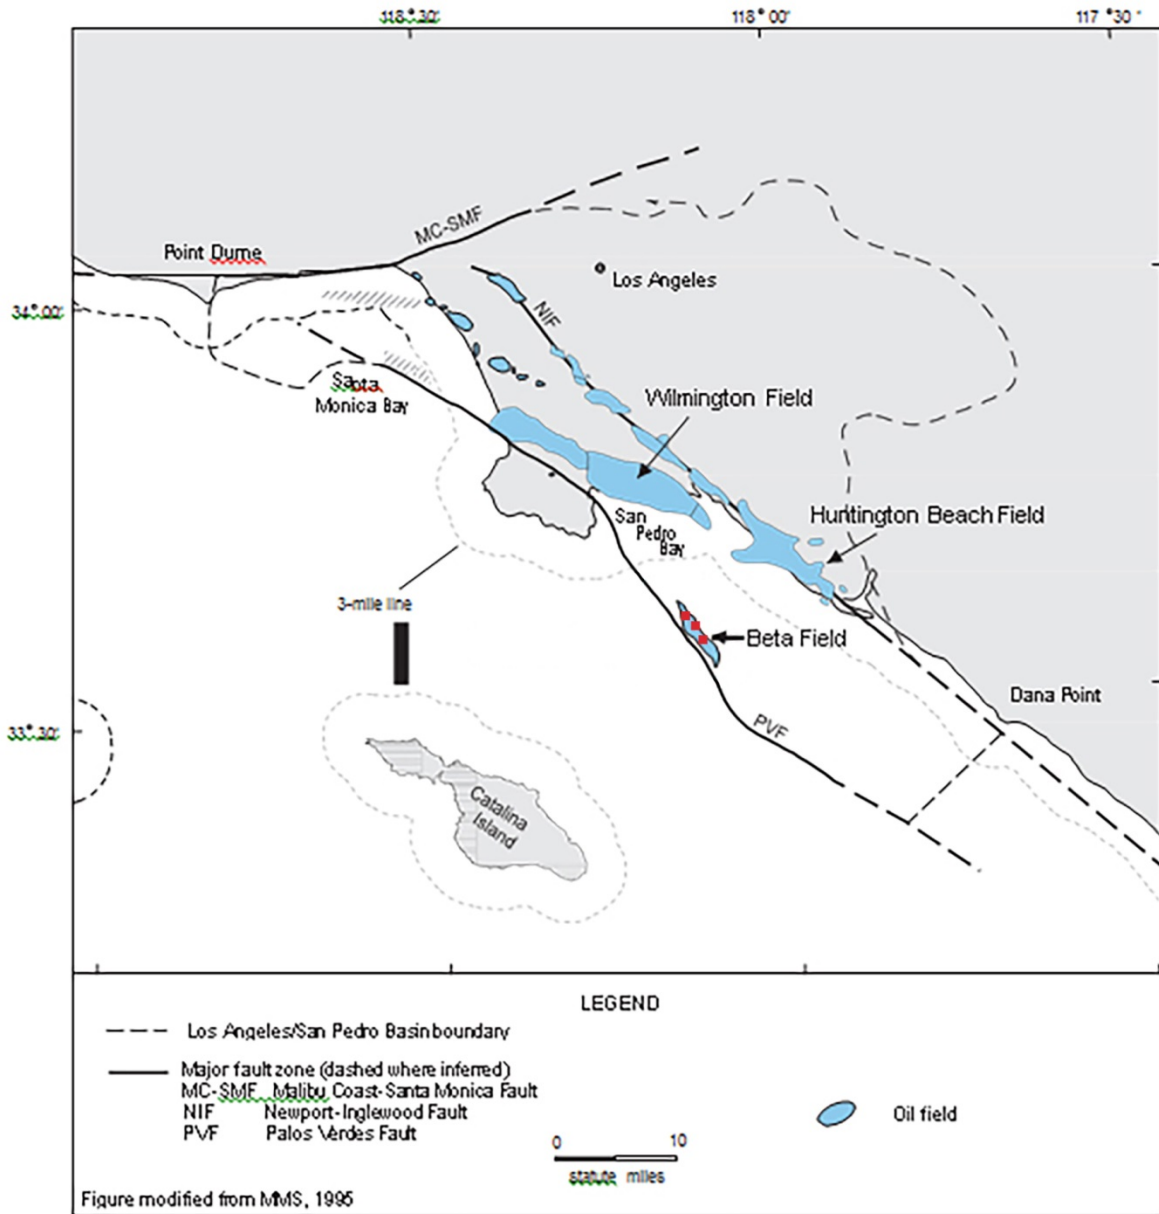 118°30'
118°00'
117°30"
MC-SMF
Point Dume
Los Angeles
34°00'
NIF
Santa
Monica Bay
Wilmington Field
Huntington Beach Field
San
Pedro
Bay
3-mile line
Beta Field
Dana Point
33°30'
PVF
Catalina
Island
LEGEND
Los Angeles/San Pedro Basin boundary
Major fault zone (dashed where inferred)
MC-SMF Malibu Coast-Santa Monica Fault
NIF Newport-Inglewood Fault
PVF Palos Verdes Fault
Oil field
0 10
statute miles
Figure modified from MMS, 1995